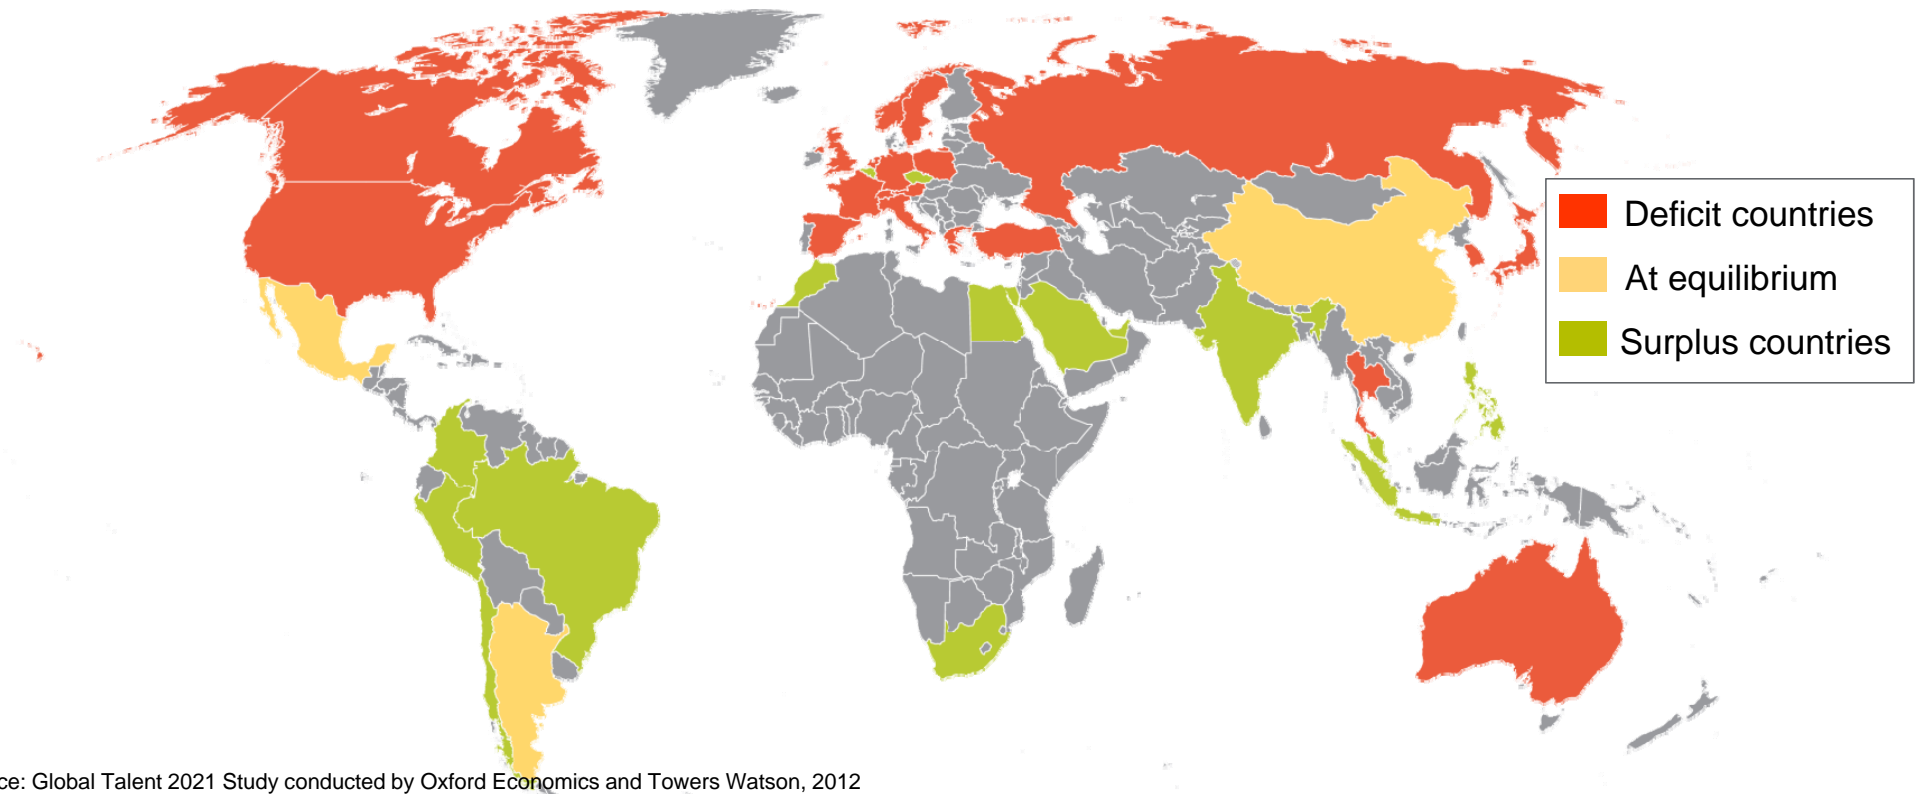 Deficit countries
At equilibrium
Surplus countries
ce: Global Talent 2021 Study conducted by Oxford Economics and Towers Watson, 2012